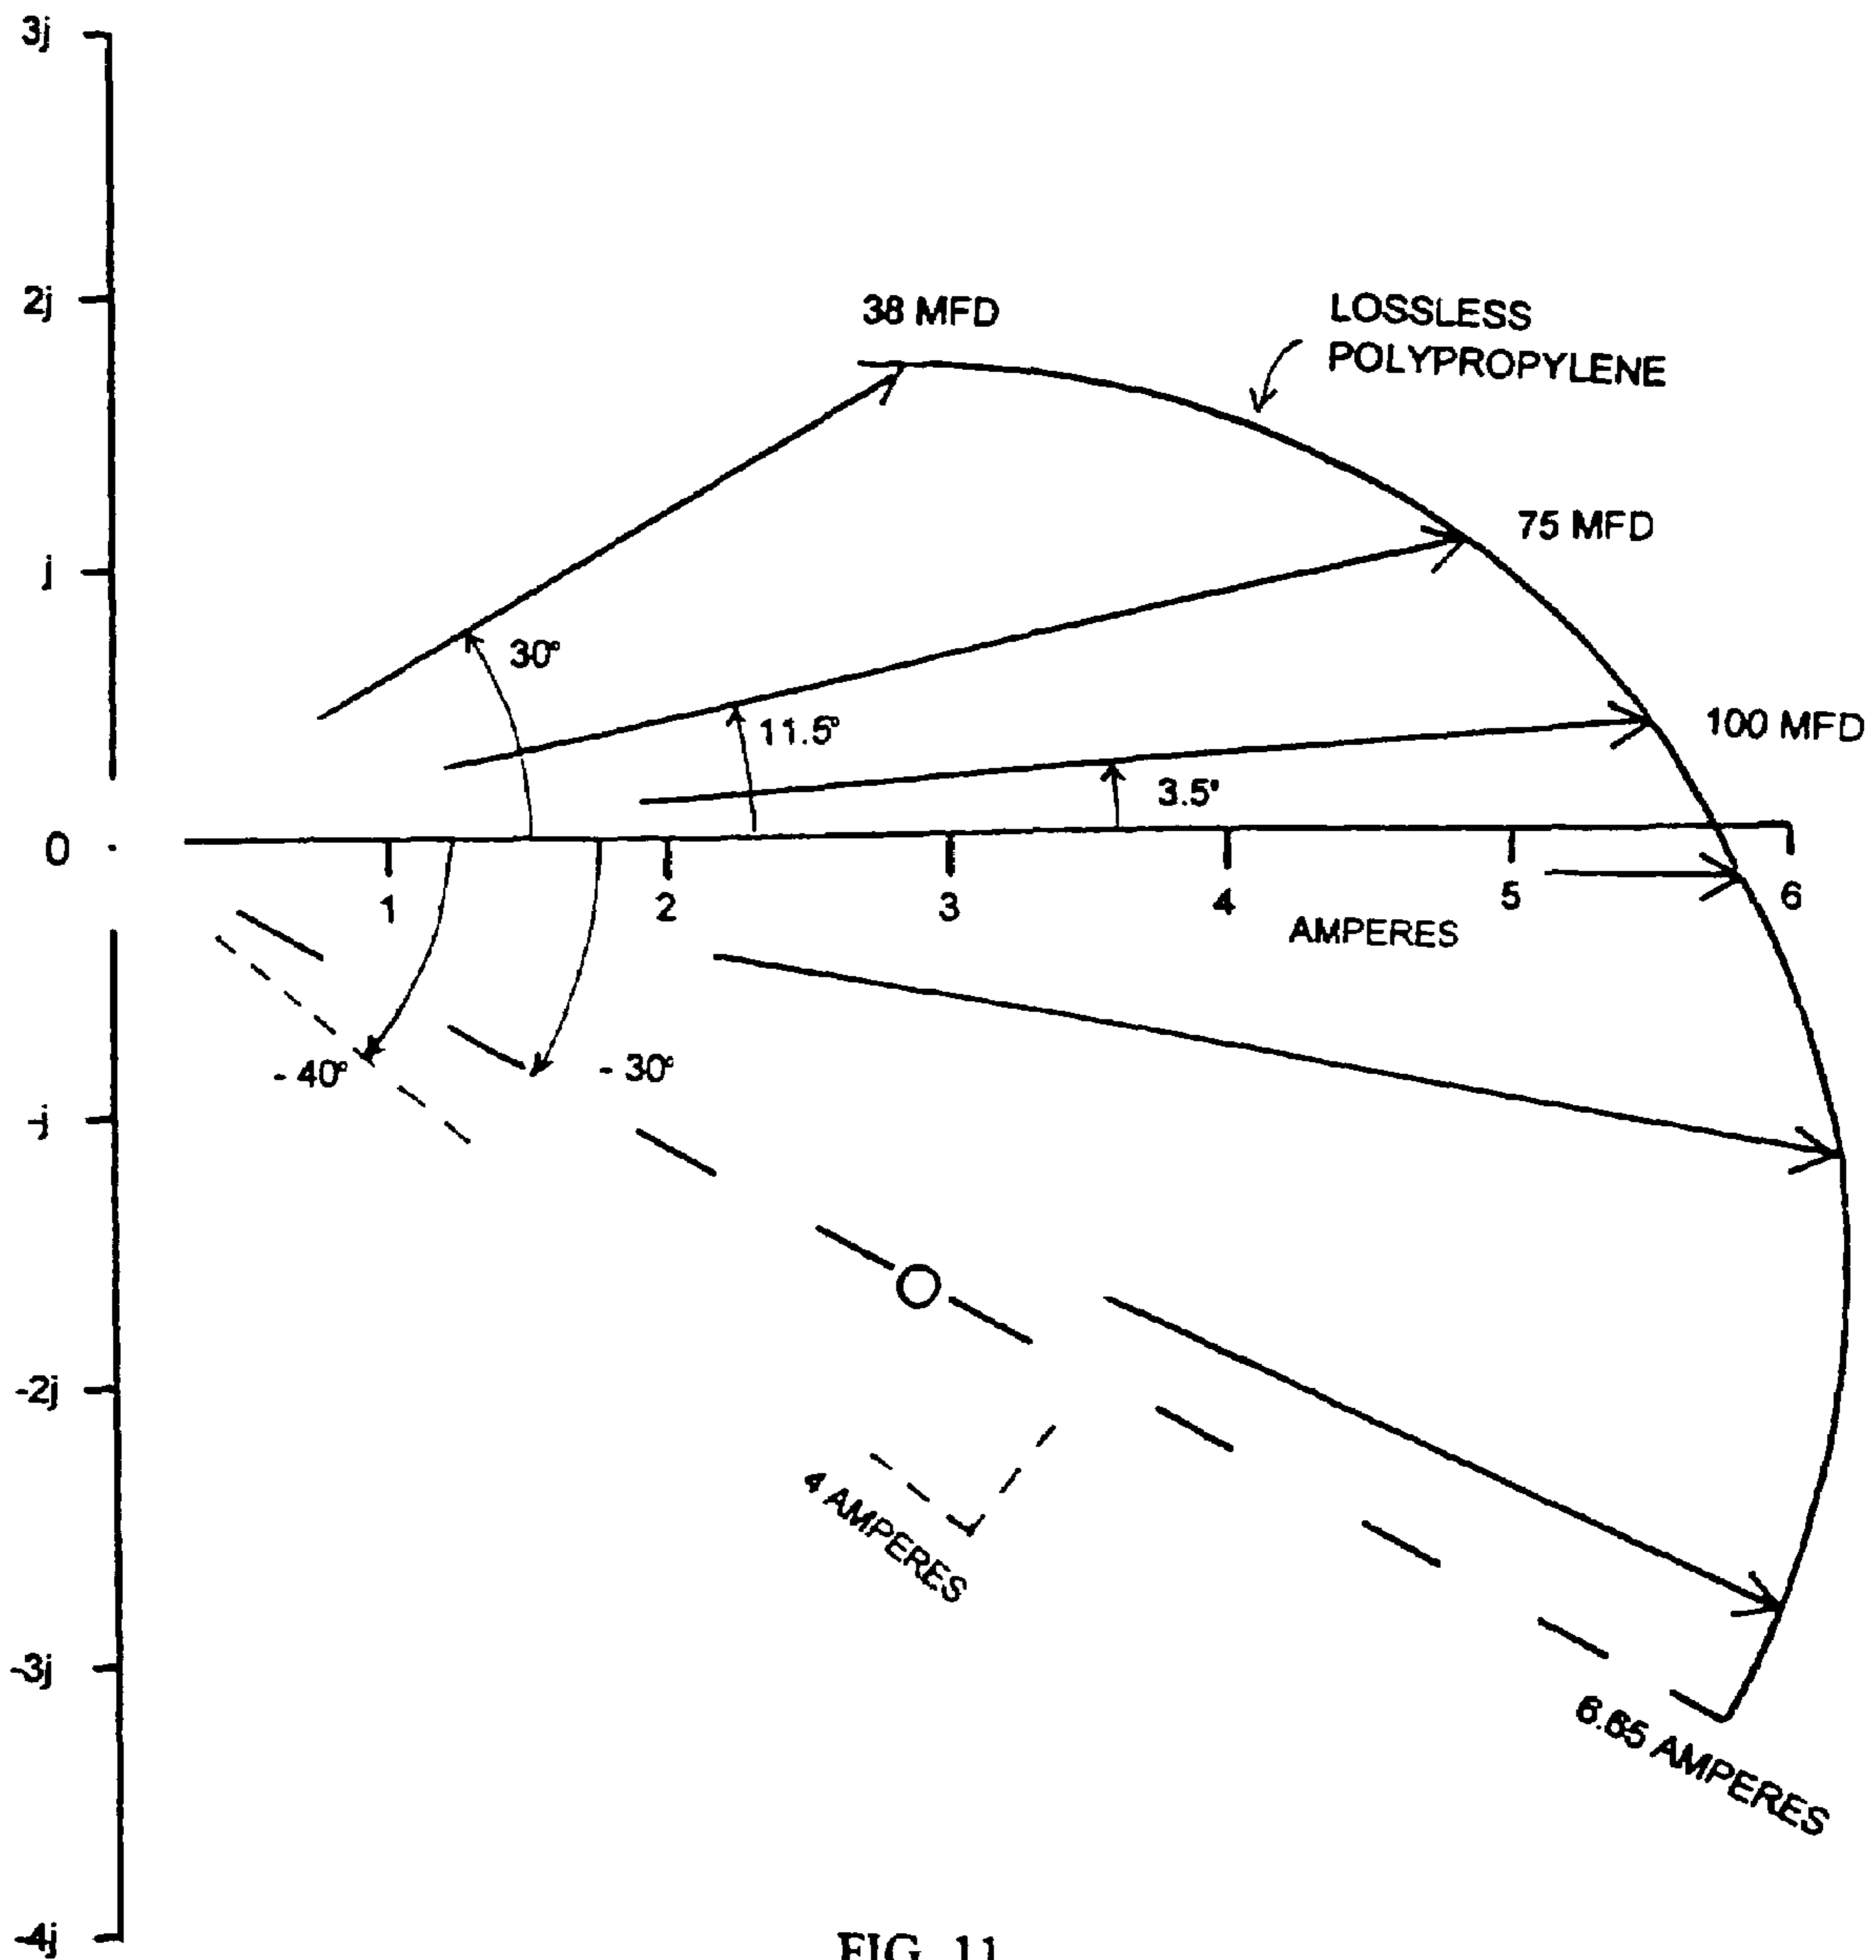 3j
2j
38 MFD
LOSSLESS
POLYPROPYLENE
75 MFD
j
30°
11.5°
100 MFD
3.5°
0
1
2
3
4
5
6
AMPERES
-40°
-30°
-j
-2j
4 AMPERES
-3j
6.65 AMPERES
-4j
FIG. 11